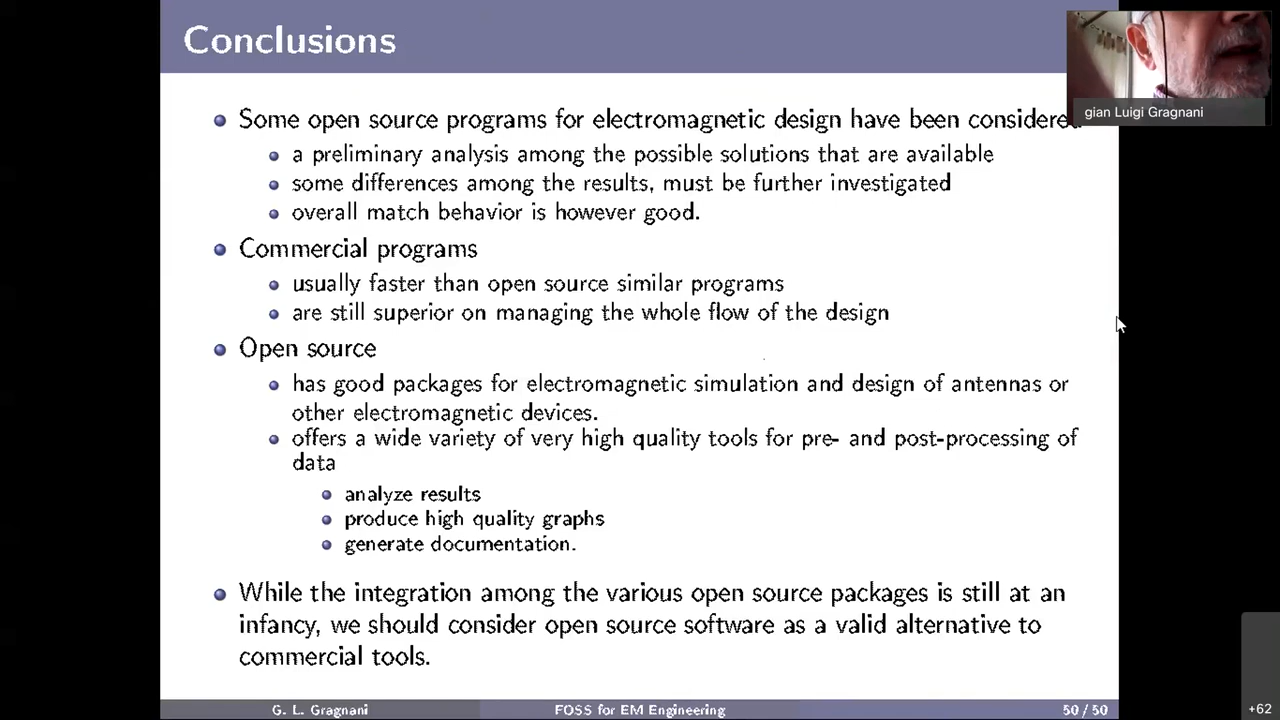 Conclusions
gian Luigi Gragnani
Some open source programs for electromagnetic design have been considered
a preliminary analysis among the possible solutions that are available
some differences among the results, must be further investigated
overall match behavior is however good.
Commercial programs
usually faster than open source similar programs
are still superior on managing the whole flow of the design
Open source
has good packages for electromagnetic simulation and design of antennas or
other electromagnetic devices.
offers a wide variety of very high quality tools for pre- and post-processing of
data
analyze results
produce high quality graphs
generate documentation.
While the integration among the various open source packages is still at an
infancy, we should consider open source software as a valid alternative to
commercial tools.
G. L. Gragnani FOSS for EM Engineering 50 / 50
+62